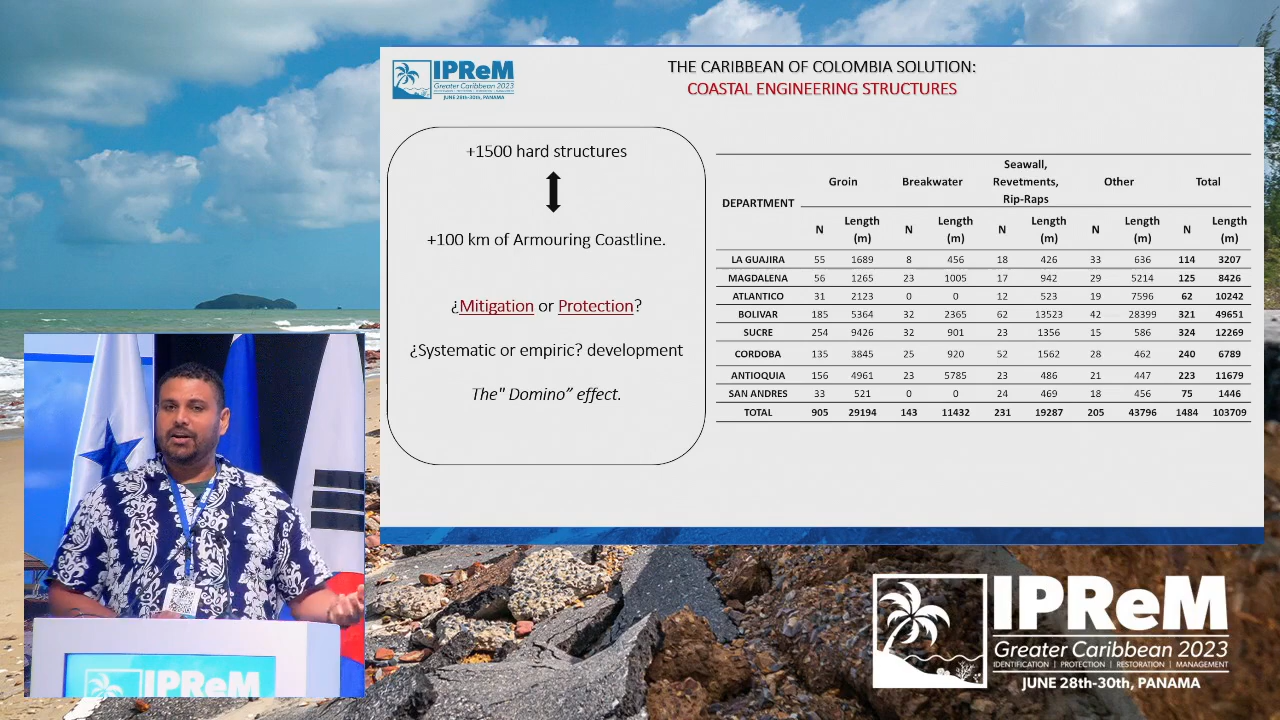 IPReM
Greater Caribbean 2023
IDENTIFICATION | PROTECTION | RESTORATION | MANAGEMENT
JUNE 28th-30th, PANAMA
THE CARIBBEAN OF COLOMBIA SOLUTION:
COASTAL ENGINEERING STRUCTURES
+1500 hard structures
+100 km of Armouring Coastline.
¿Mitigation or Protection?
¿Systematic or empiric? development
The" Domino” effect.
DEPARTMENT Groin Breakwater Seawall, Revetments, Rip-Raps Other Total
N Length (m) N Length (m) N Length (m) N Length (m) N Length (m)
LA GUAJIRA 55 1689 8 456 18 426 33 636 114 3207
MAGDALENA 56 1265 23 1005 17 942 29 5214 125 8426
ATLANTICO 31 2123 0 0 12 523 19 7596 62 10242
BOLIVAR 185 5364 32 2365 62 13523 42 28399 321 49651
SUCRE 254 9426 32 901 23 1356 15 586 324 12269
CORDOBA 135 3845 25 920 52 1562 28 462 240 6789
ANTIOQUIA 156 4961 23 5785 23 486 21 447 223 11679
SAN ANDRES 33 521 0 0 24 469 18 456 75 1446
TOTAL 905 29194 143 11432 231 19287 205 43796 1484 103709
IPReM
IPReM
Greater Caribbean 2023
IDENTIFICATION | PROTECTION | RESTORATION | MANAGEMENT
JUNE 28th-30th, PANAMA